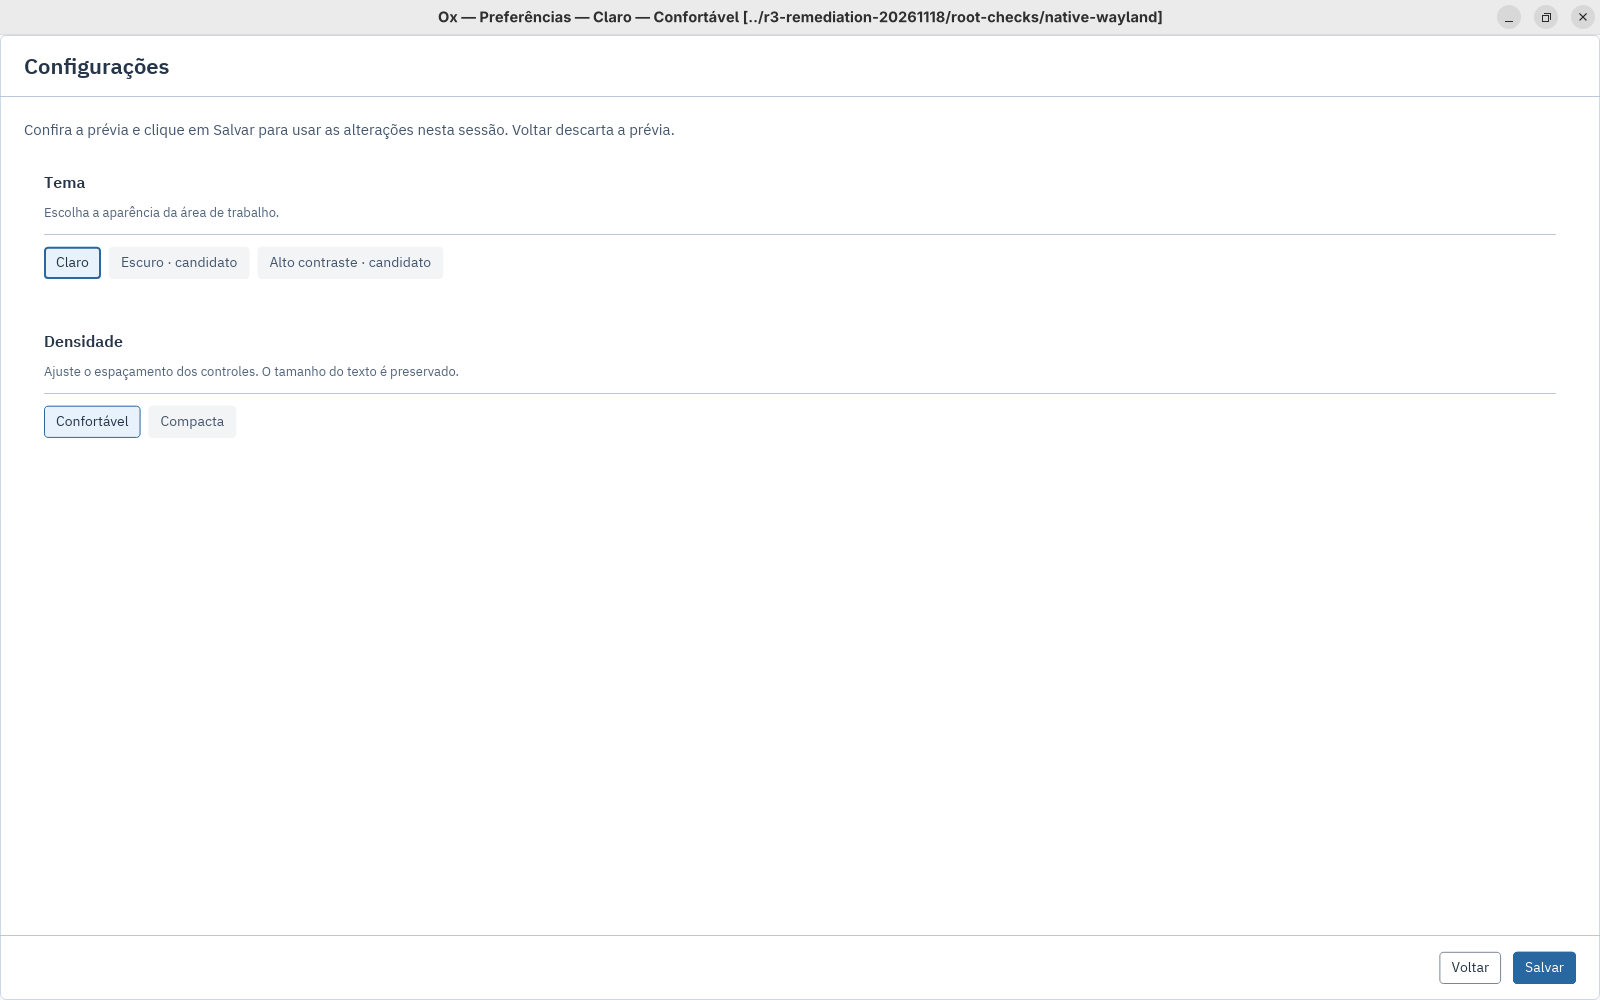 Ox — Preferências — Claro — Confortável [../r3-remediation-20261118/root-checks/native-wayland]
Configurações
Confira a prévia e clique em Salvar para usar as alterações nesta sessão. Voltar descarta a prévia.
Tema
Escolha a aparência da área de trabalho.
Claro Escuro · candidato Alto contraste · candidato
Densidade
Ajuste o espaçamento dos controles. O tamanho do texto é preservado.
Confortável Compacta
Voltar Salvar